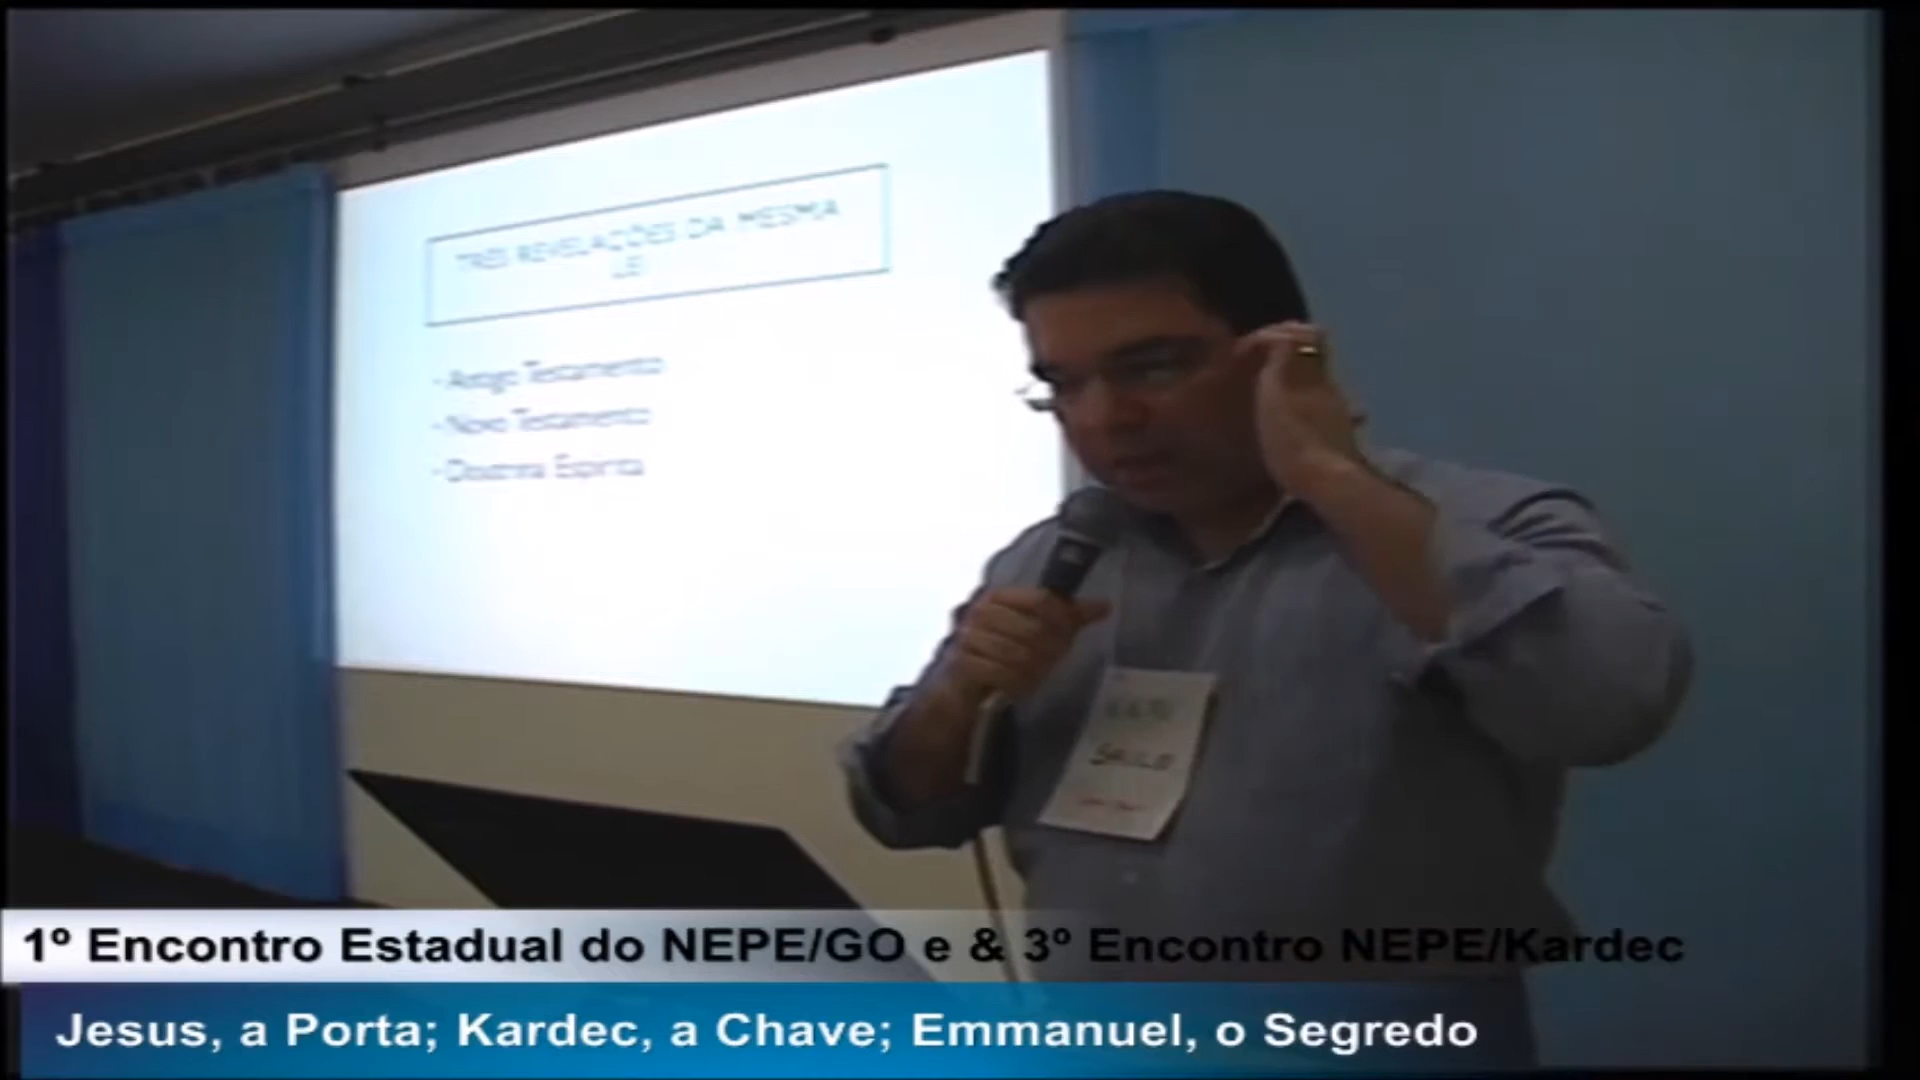 TRÊS REVELAÇÕES DA MESMA
LEI
- Antigo Testamento
- Novo Testamento
- Doutrina Espírita
SAULO
1º Encontro Estadual do NEPE/GO e & 3º Encontro NEPE/Kardec
Jesus, a Porta; Kardec, a Chave; Emmanuel, o Segredo